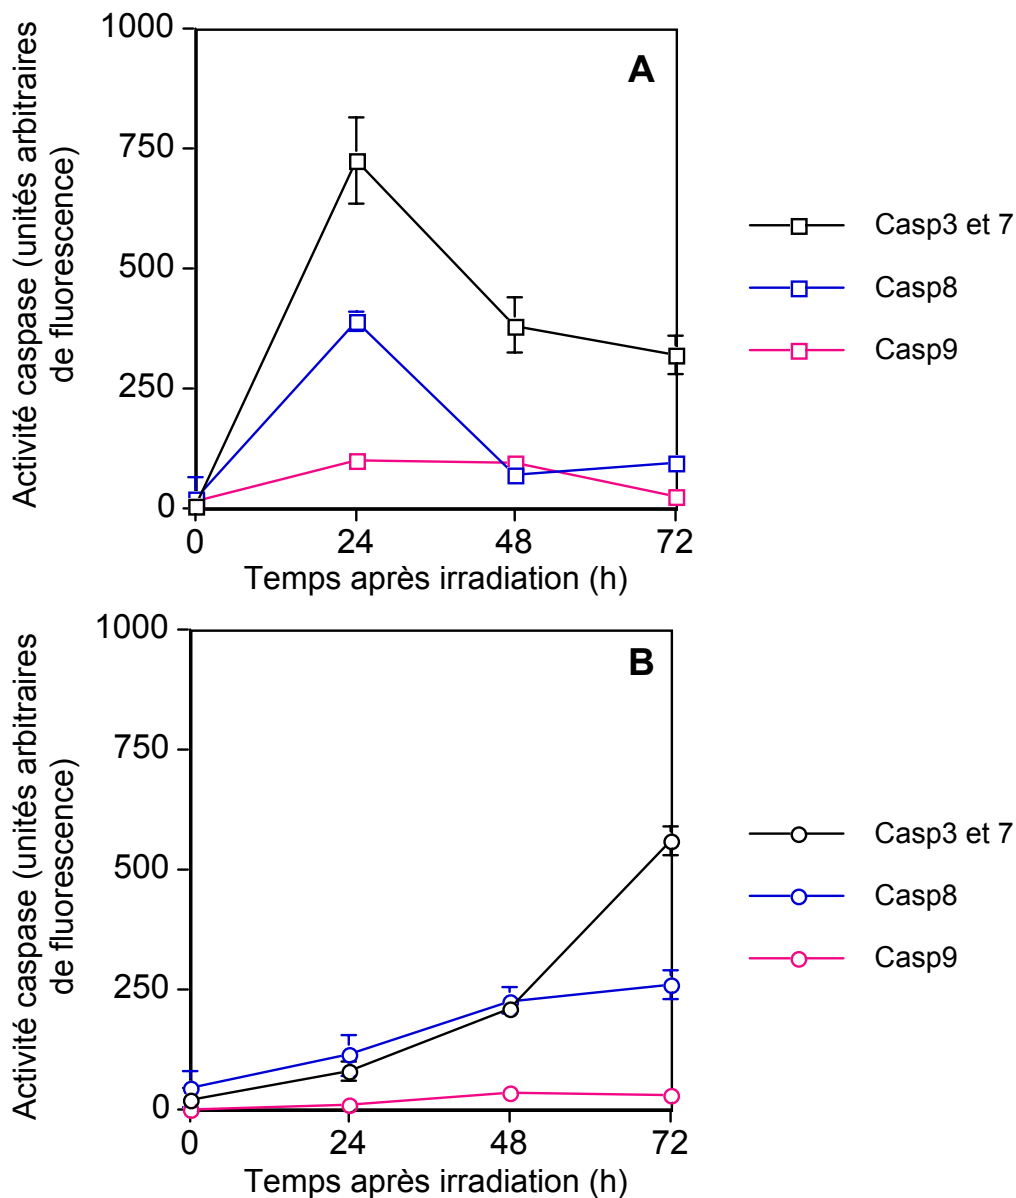 Activité caspase (unités arbitraires
de fluorescence)
1000
750
500
250
0
A
0 24 48 72
Temps après irradiation (h)
Casp3 et 7
Casp8
Casp9
Activité caspase (unités arbitraires
de fluorescence)
1000
750
500
250
0
B
0 24 48 72
Temps après irradiation (h)
Casp3 et 7
Casp8
Casp9